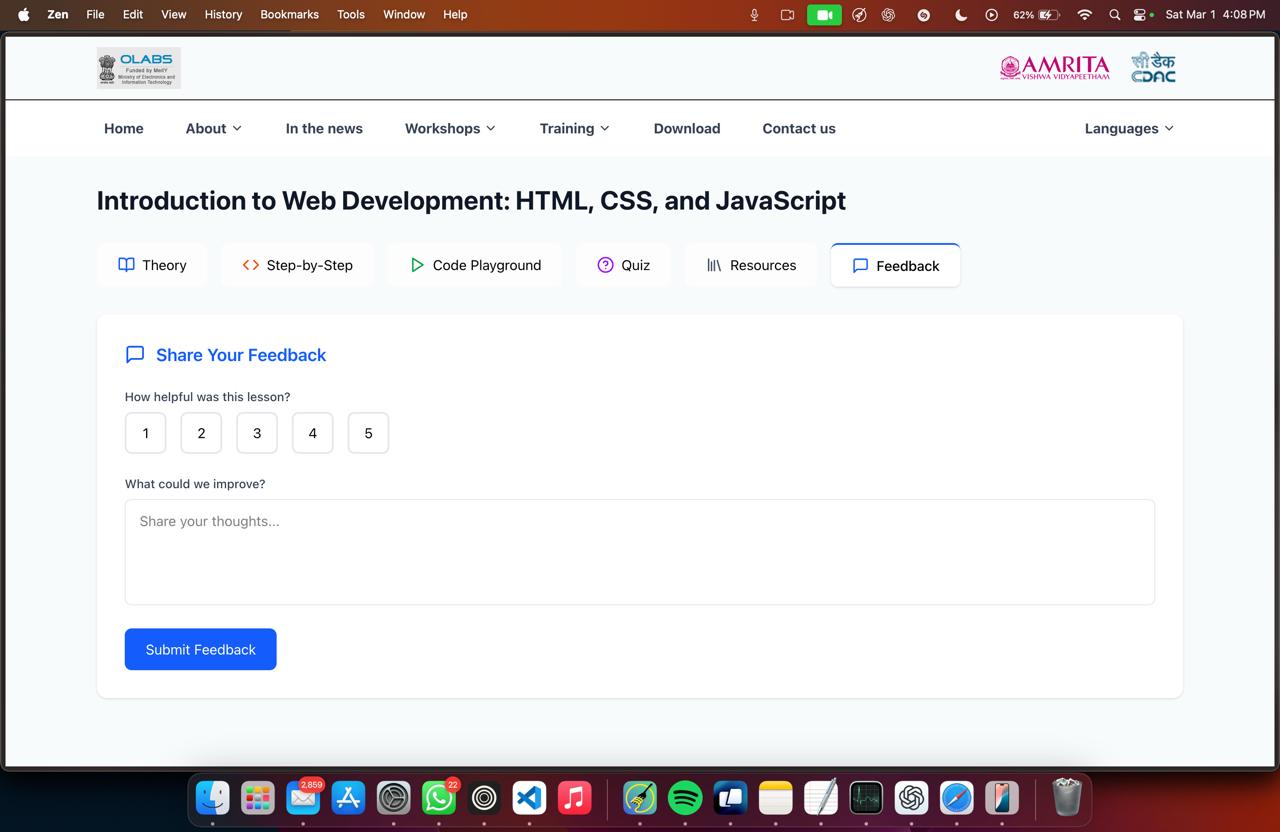 Zen File Edit View History Bookmarks Tools Window Help 62% Sat Mar 1 4:08 PM
OLABS
Funded by MeitY
Ministry of Electronics and
Information Technology
AMRITA
VISHWA VIDYAPEETHAM
सी डैक
CDAC
Home About In the news Workshops Training Download Contact us Languages
Introduction to Web Development: HTML, CSS, and JavaScript
Theory Step-by-Step Code Playground Quiz Resources Feedback
Share Your Feedback
How helpful was this lesson?
1 2 3 4 5
What could we improve?
Share your thoughts...
Submit Feedback
2,859 22